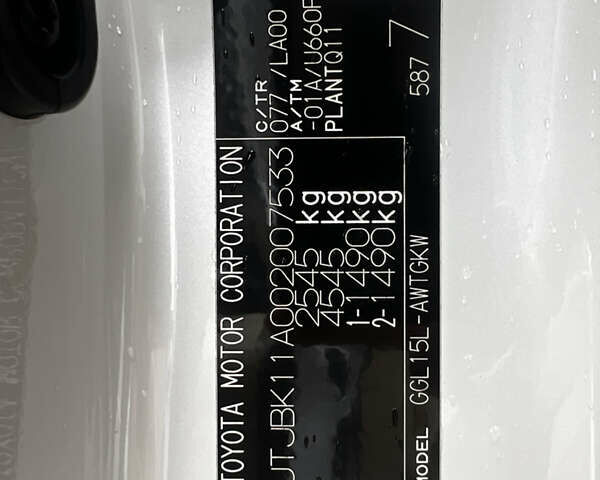 TOYOTA MOTOR CORPORATION
JTJBK11A002007533
2545 kg
4545 kg
1-1490kg
2-1490kg
MODEL GGL15L-AWTGKW
C/TR
077 /LA00
A/TM
-01A/U660F
PLANTQ11
587 7